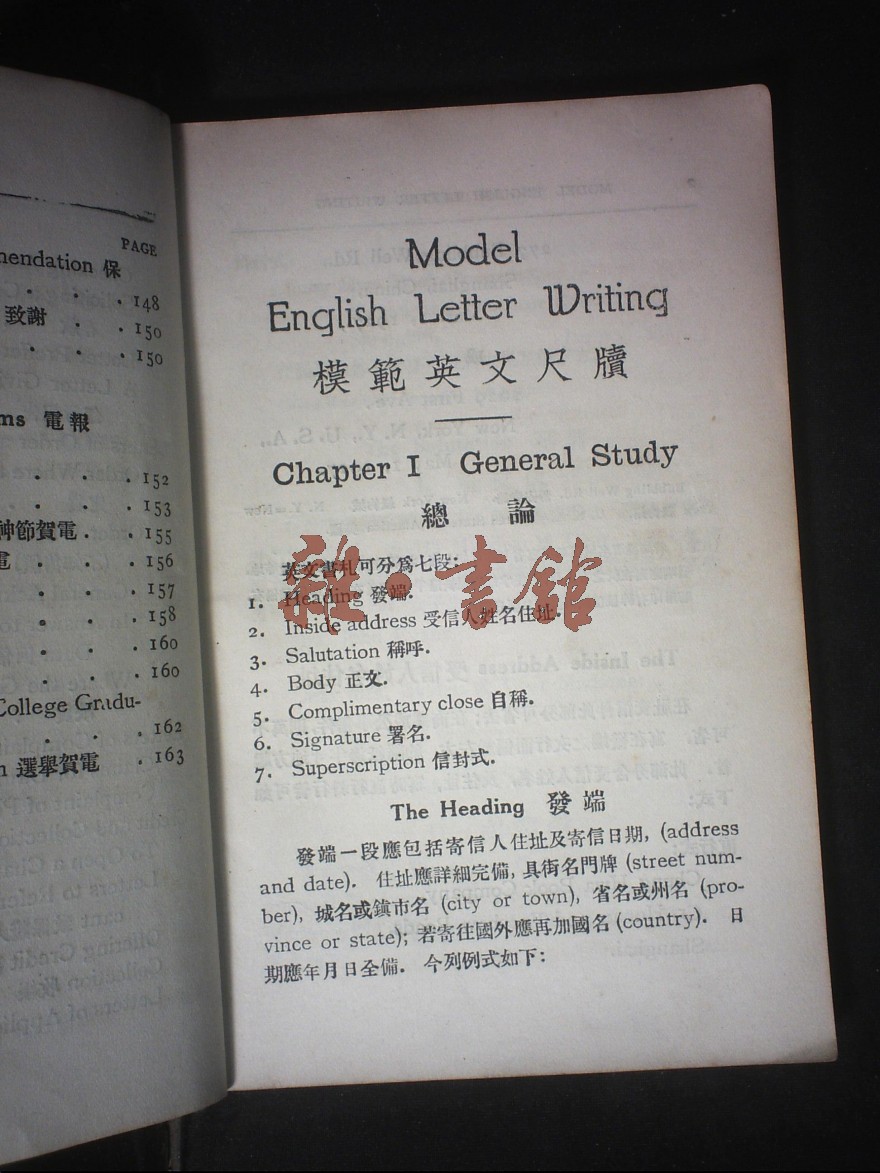 PAGE
mendation 保
. . . . 148
致謝 . . 150
. . . 150
ms 電報
. . . . 152
. . . . 153
神節賀電 . . 155
電 . . . . 156
. . . . 157
. . . . 158
. . . . 160
. . . . 160
College Gradu-
. . . . 162
n 選舉賀電 . 163
Model
English Letter Writing
模範英文尺牘
Chapter I General Study
總論
英文書札可分爲七段:
1. Heading 發端.
2. Inside address 受信人姓名住址.
3. Salutation 稱呼.
4. Body 正文.
5. Complimentary close 自稱.
6. Signature 署名.
7. Superscription 信封式.
雜·書館
The Heading 發端
發端一段應包括寄信人住址及寄信日期, (address
and date). 住址應詳細完備, 具街名門牌 (street num-
ber), 城名或鎮市名 (city or town), 省名或州名 (pro-
vince or state); 若寄往國外應再加國名 (country). 日
期應年月日全備. 今列例式如下: